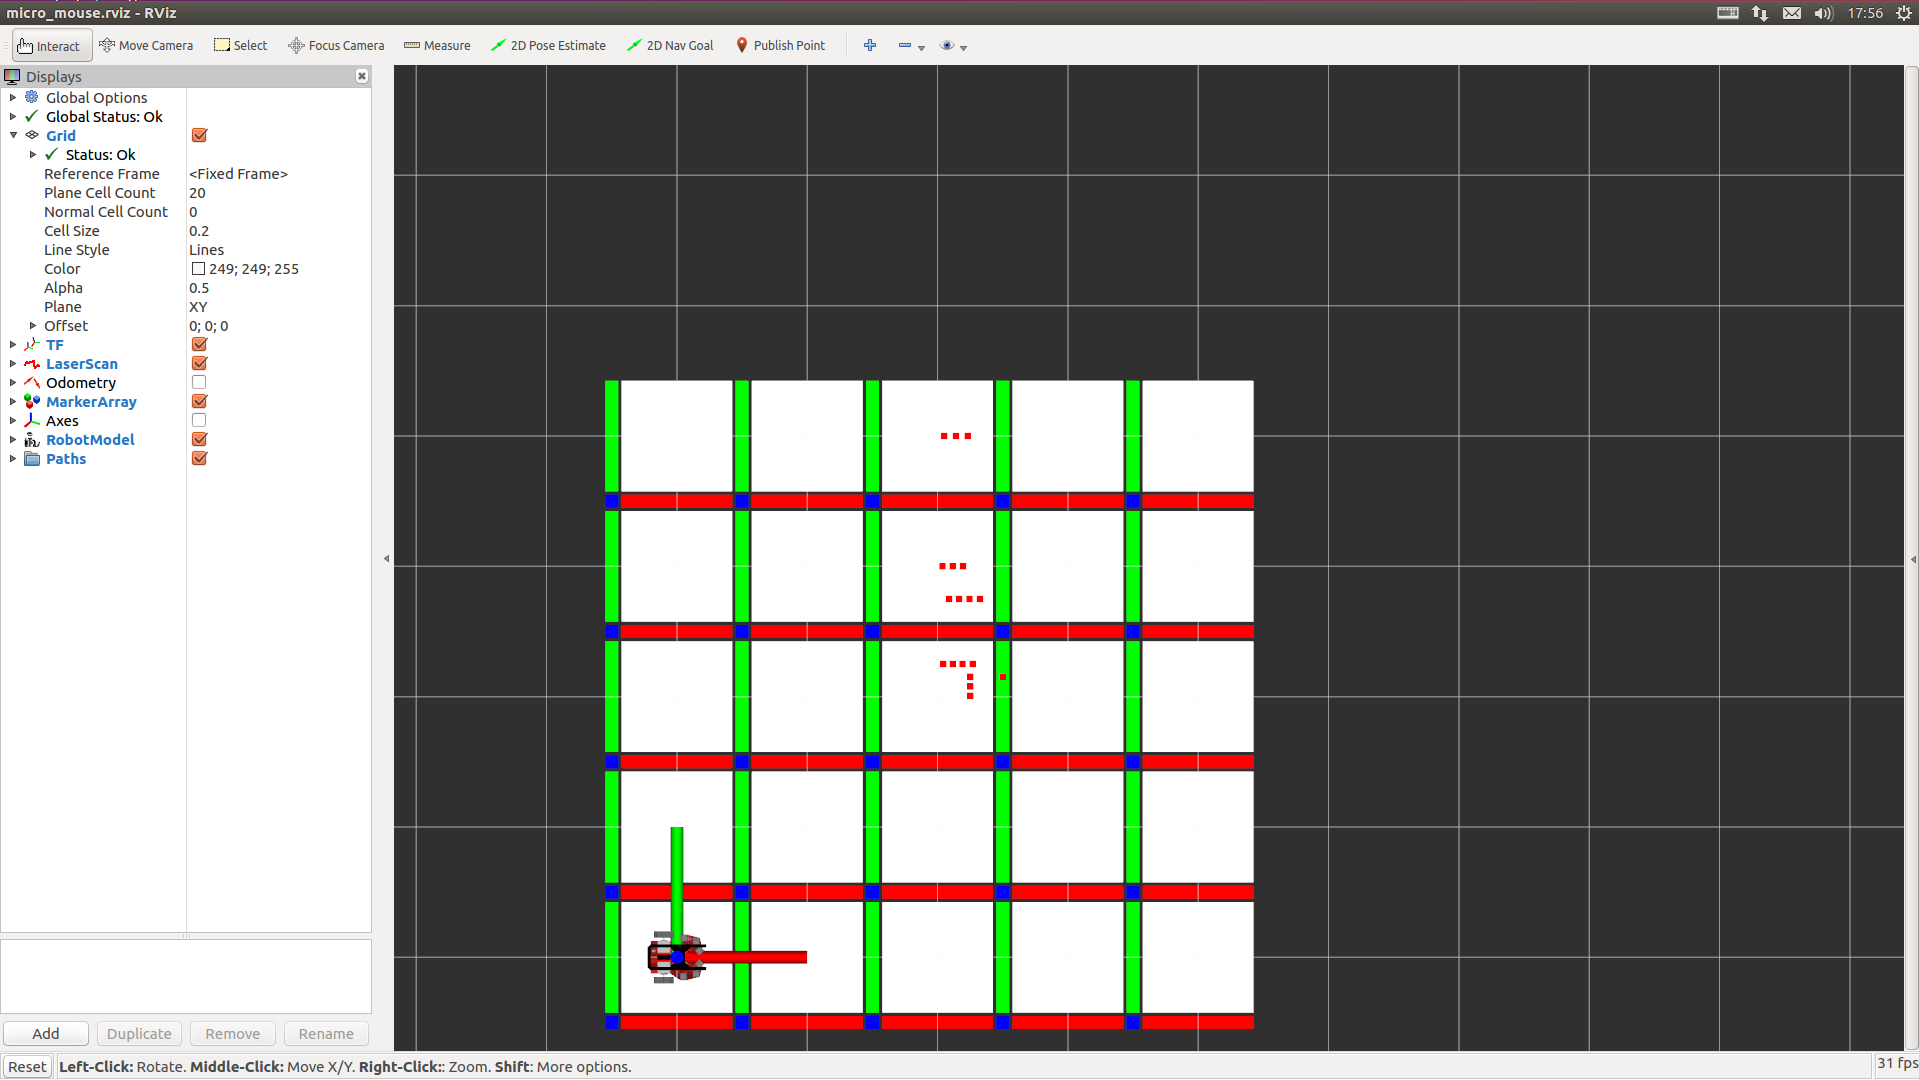 micro_mouse.rviz - RViz
17:56
Interact Move Camera Select Focus Camera Measure 2D Pose Estimate 2D Nav Goal Publish Point
Displays
Global Options
Global Status: Ok
Grid
Status: Ok
Reference Frame <Fixed Frame>
Plane Cell Count 20
Normal Cell Count 0
Cell Size 0.2
Line Style Lines
Color 249; 249; 255
Alpha 0.5
Plane XY
Offset 0; 0; 0
TF
LaserScan
Odometry
MarkerArray
Axes
RobotModel
Paths
Add Duplicate Remove Rename
Reset Left-Click: Rotate. Middle-Click: Move X/Y. Right-Click:: Zoom. Shift: More options. 31 fps